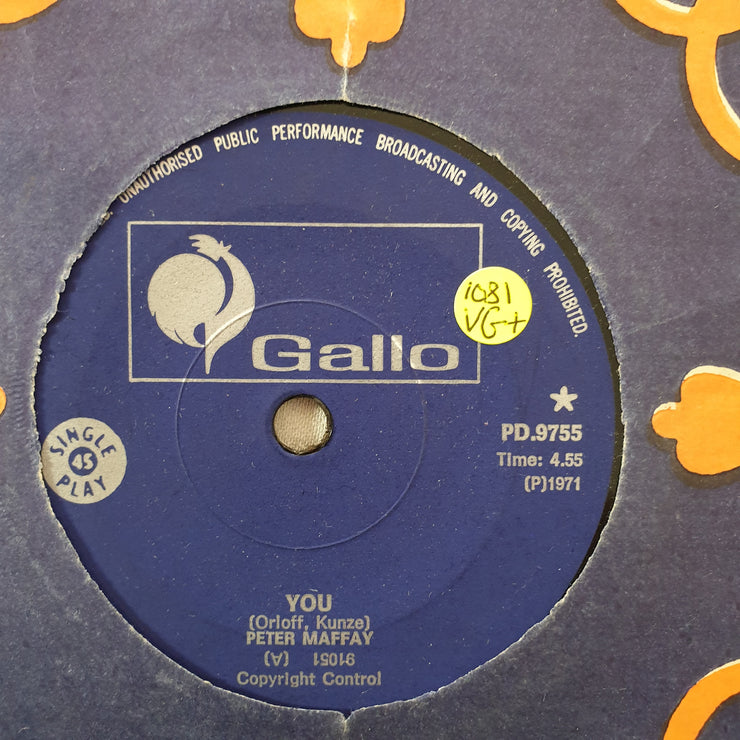 UNAUTHORISED PUBLIC PERFORMANCE BROADCASTING AND COPYING PROHIBITED.
Gallo
1081
VG+
SINGLE
45
PLAY
PD.9755
Time: 4.55
(P)1971
YOU
(Orloff, Kunze)
PETER MAFFAY
(A) 91051
Copyright Control